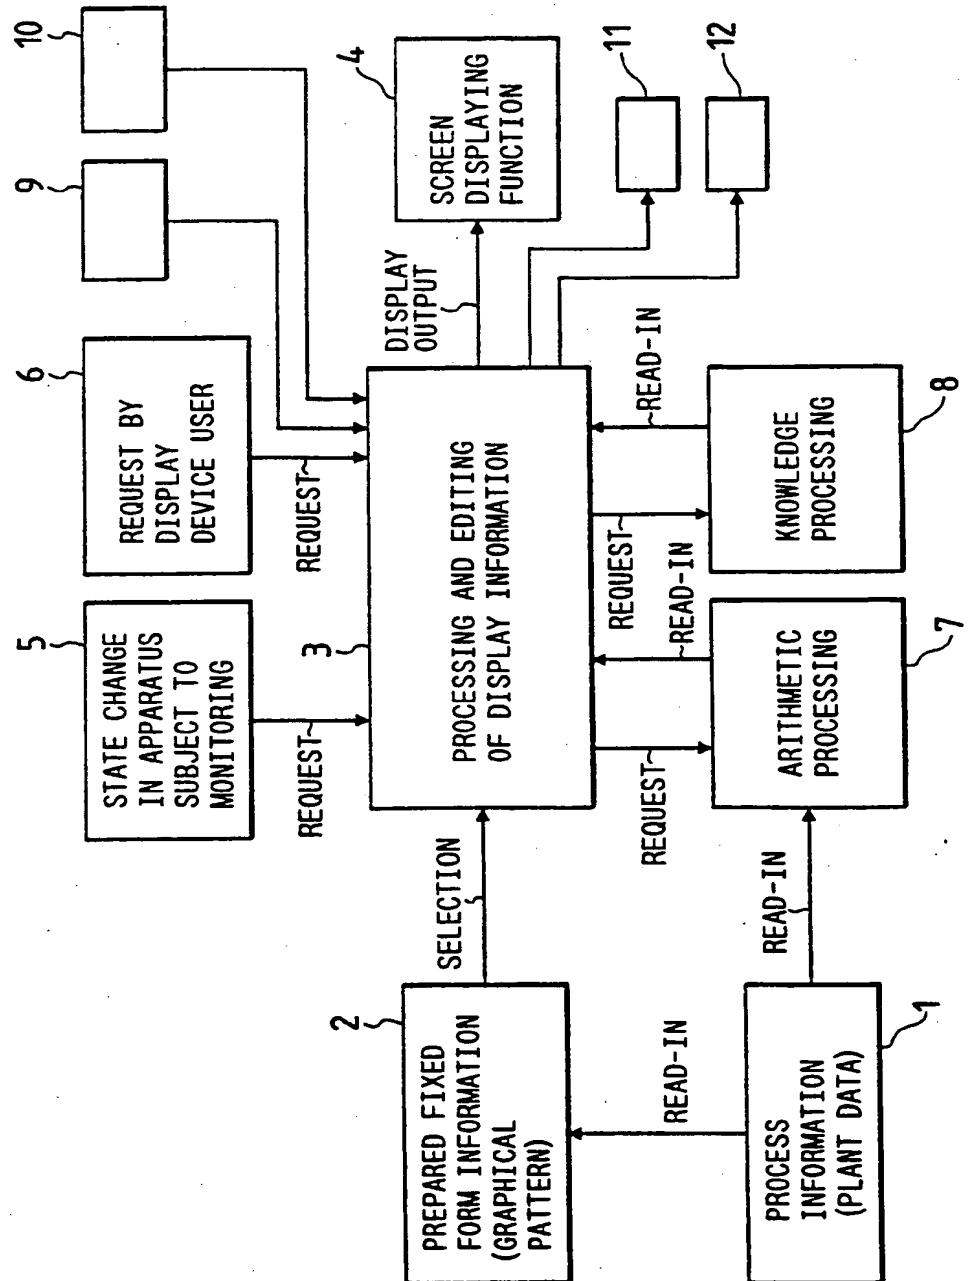 5
STATE CHANGE
IN APPARATUS
SUBJECT TO
MONITORING
6
REQUEST BY
DISPLAY
DEVICE USER
9
10
REQUEST
REQUEST
2
PREPARED FIXED
FORM INFORMATION
(GRAPHICAL
PATTERN)
SELECTION
3
PROCESSING AND EDITING
OF DISPLAY INFORMATION
DISPLAY
OUTPUT
4
SCREEN
DISPLAYING
FUNCTION
11
12
READ-IN
REQUEST
READ-IN
REQUEST
READ-IN
PROCESS
INFORMATION
(PLANT DATA)
1
READ-IN
ARITHMETIC
PROCESSING
7
KNOWLEDGE
PROCESSING
8